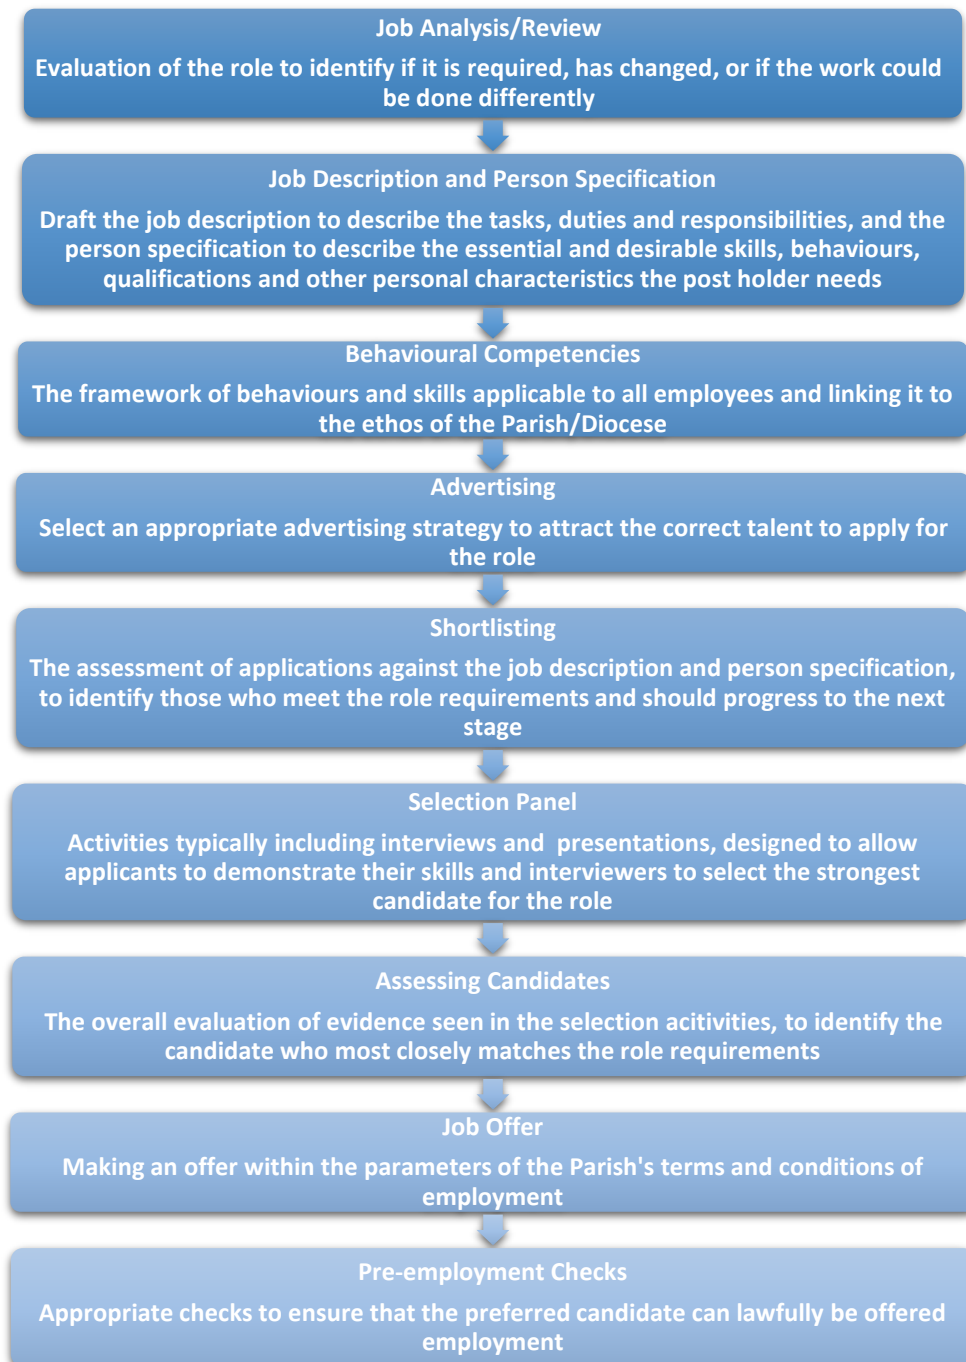 Job Analysis/Review
Evaluation of the role to identify if it is required, has changed, or if the work could
be done differently
Job Description and Person Specification
Draft the job description to describe the tasks, duties and responsibilities, and the
person specification to describe the essential and desirable skills, behaviours,
qualifications and other personal characteristics the post holder needs
Behavioural Competencies
The framework of behaviours and skills applicable to all employees and linking it to
the ethos of the Parish/Diocese
Advertising
Select an appropriate advertising strategy to attract the correct talent to apply for
the role
Shortlisting
The assessment of applications against the job description and person specification,
to identify those who meet the role requirements and should progress to the next
stage
Selection Panel
Activities typically including interviews and  presentations, designed to allow
applicants to demonstrate their skills and interviewers to select the strongest
candidate for the role
Assessing Candidates
The overall evaluation of evidence seen in the selection acitivities, to identify the
candidate who most closely matches the role requirements
Job Offer
Making an offer within the parameters of the Parish's terms and conditions of
employment
Pre-employment Checks
Appropriate checks to ensure that the preferred candidate can lawfully be offered
employment